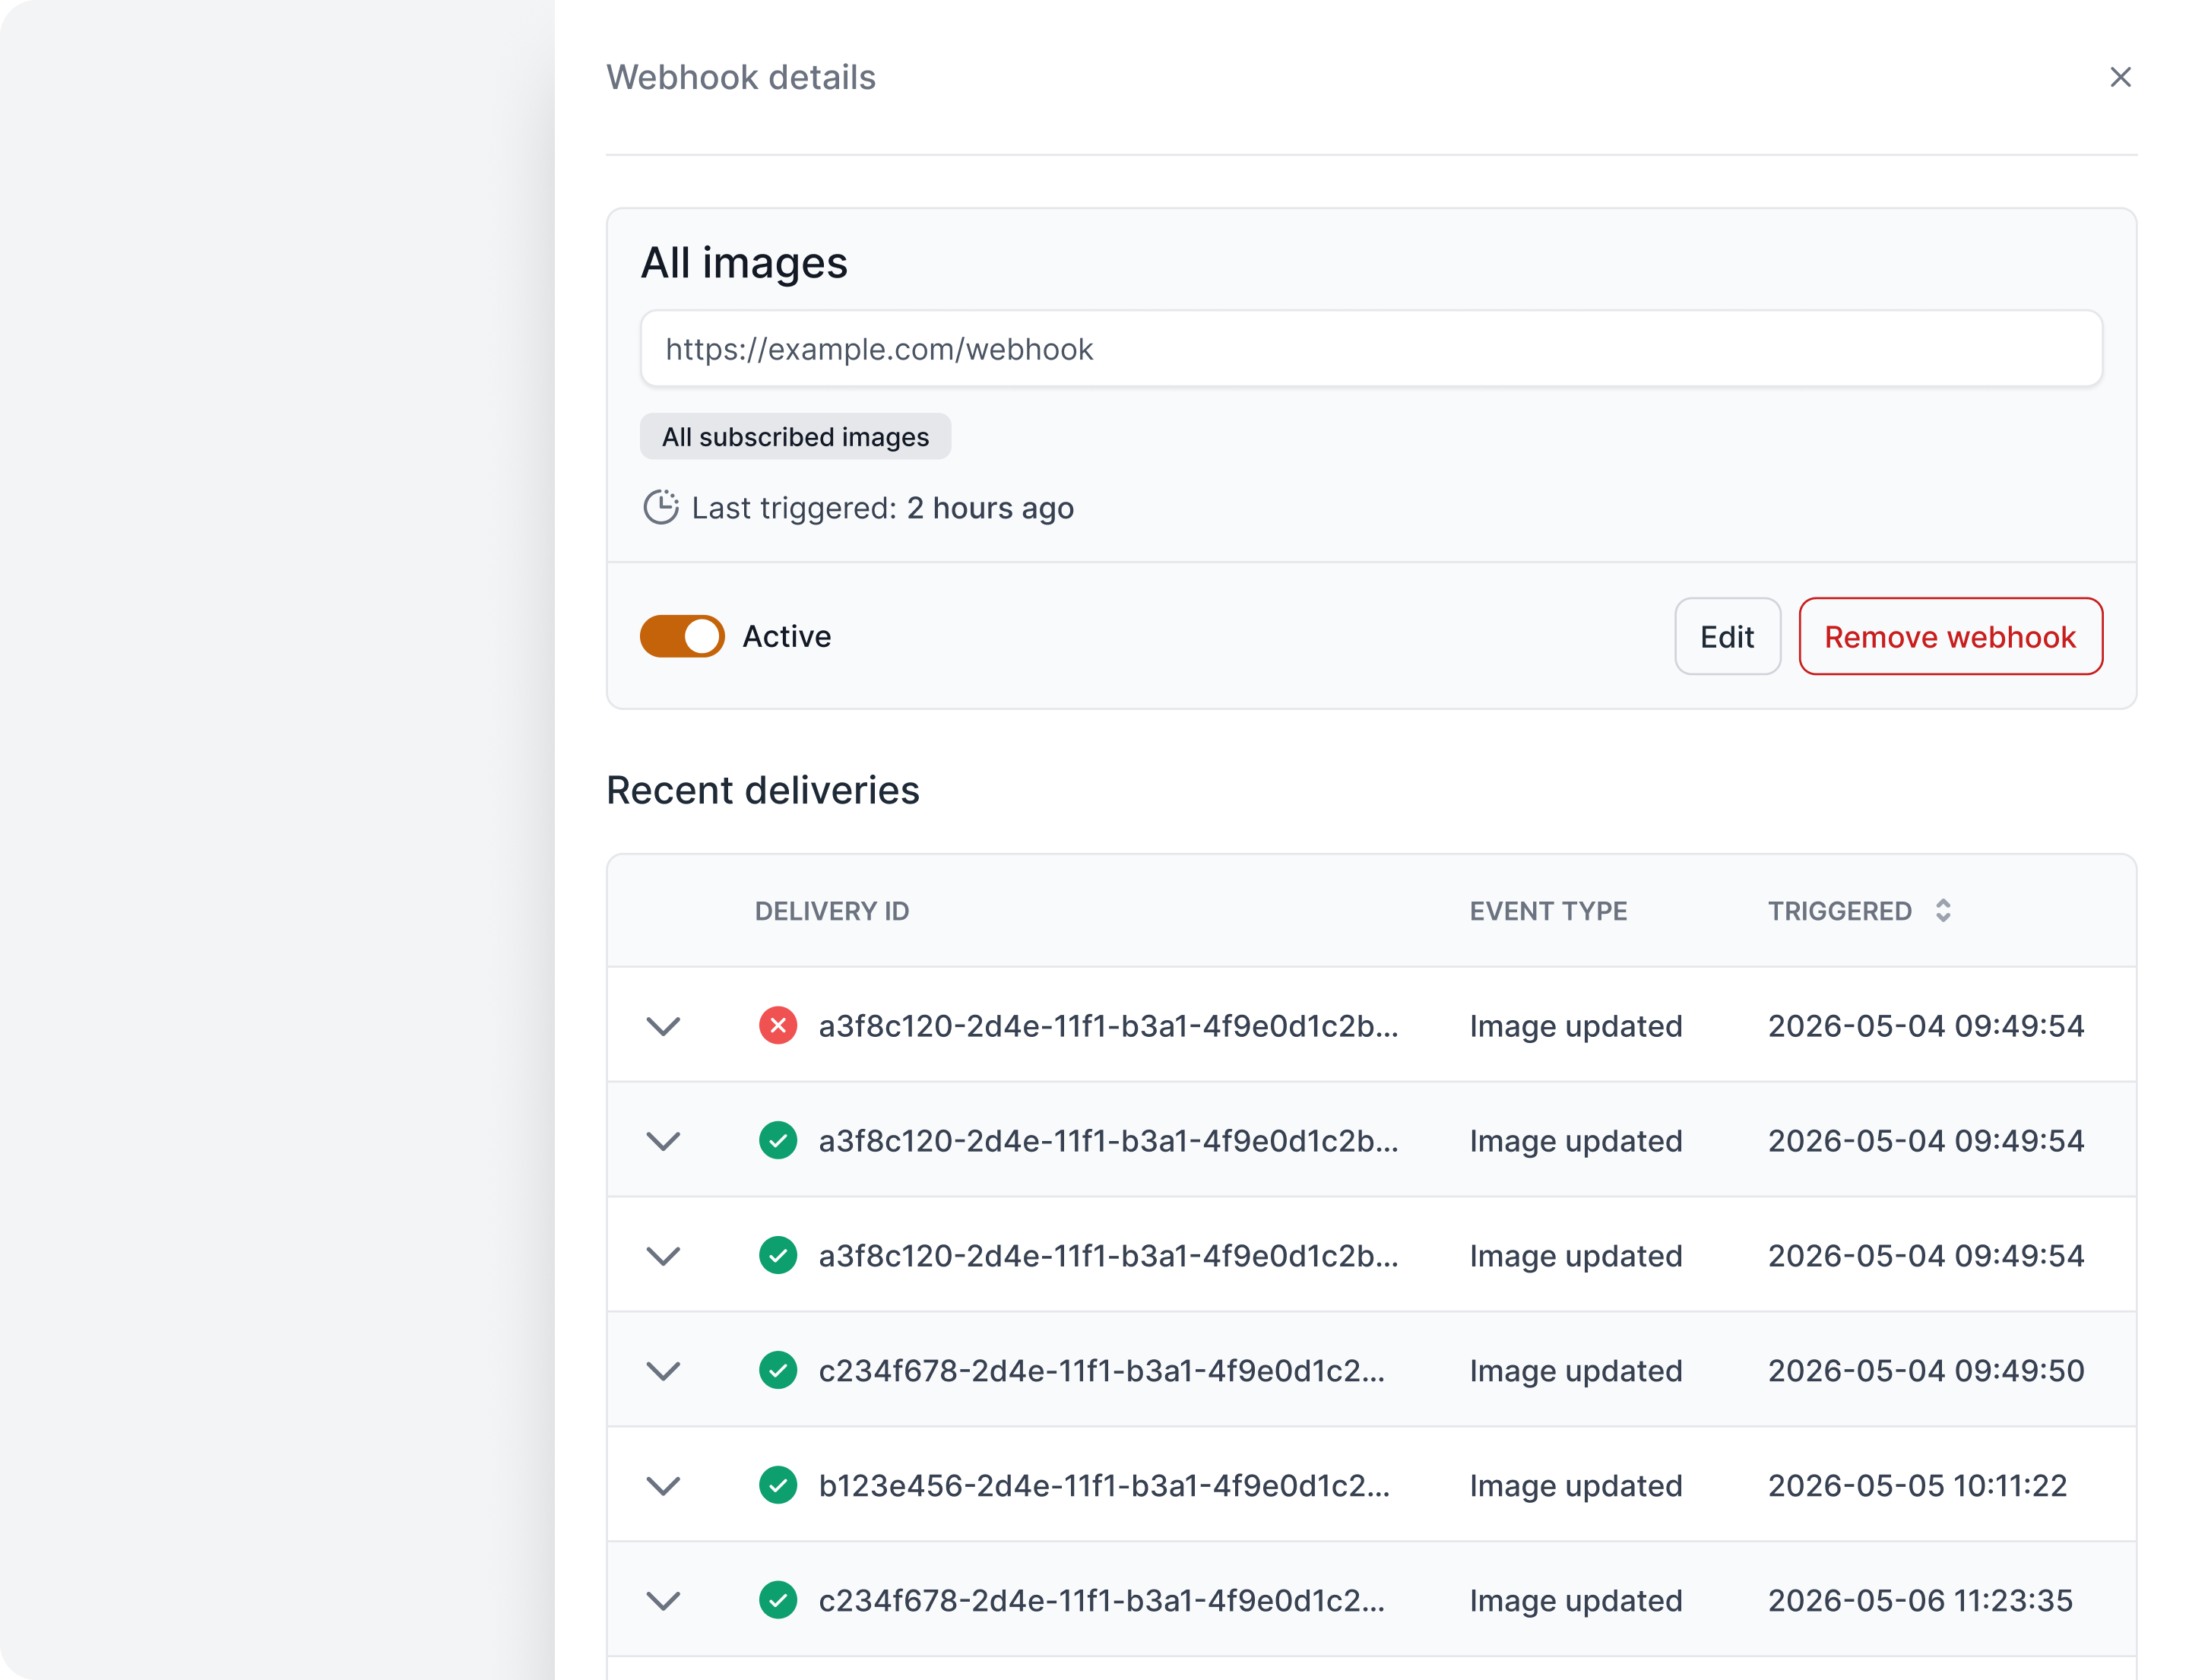 Webhook details
All images
https://example.com/webhook
All subscribed images
Last triggered: 2 hours ago
Active
Edit
Remove webhook
Recent deliveries
DELIVERY ID EVENT TYPE TRIGGERED
a3f8c120-2d4e-11f1-b3a1-4f9e0d1c2b... Image updated 2026-05-04 09:49:54
a3f8c120-2d4e-11f1-b3a1-4f9e0d1c2b... Image updated 2026-05-04 09:49:54
a3f8c120-2d4e-11f1-b3a1-4f9e0d1c2b... Image updated 2026-05-04 09:49:54
c234f678-2d4e-11f1-b3a1-4f9e0d1c2... Image updated 2026-05-04 09:49:50
b123e456-2d4e-11f1-b3a1-4f9e0d1c2... Image updated 2026-05-05 10:11:22
c234f678-2d4e-11f1-b3a1-4f9e0d1c2... Image updated 2026-05-06 11:23:35